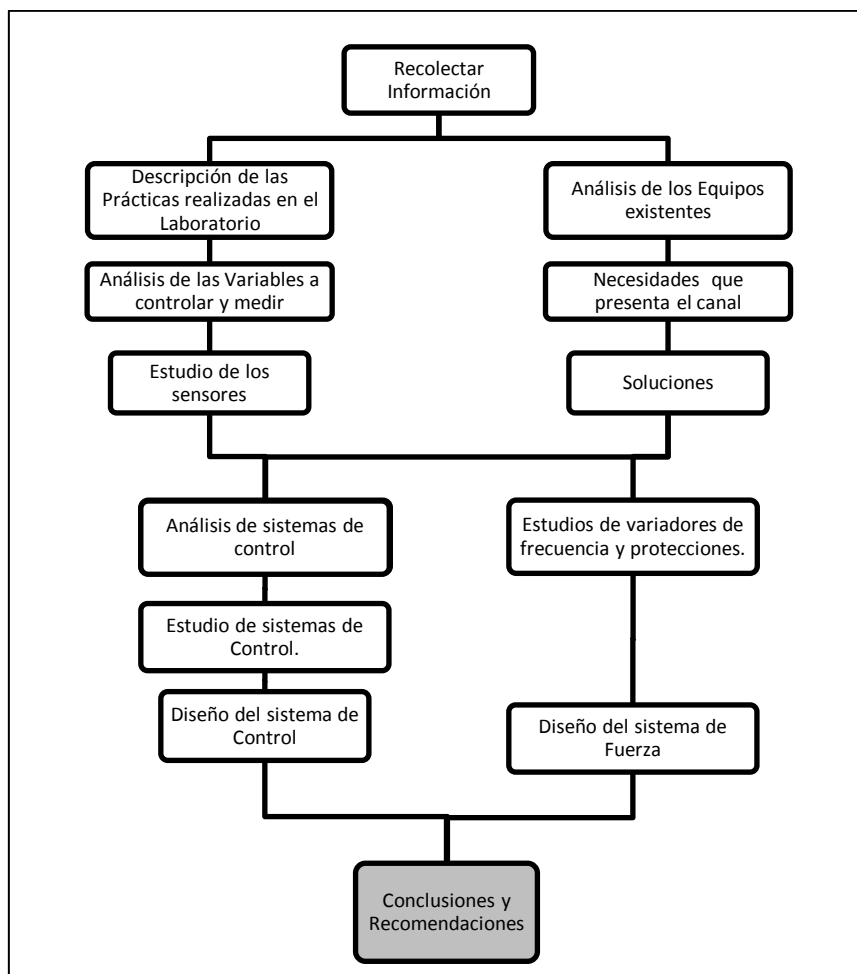 Recolectar
Información
Descripción de las
Prácticas realizadas en el
Laboratorio
Análisis de los Equipos
existentes
Análisis de las Variables a
controlar y medir
Necesidades que
presenta el canal
Estudio de los
sensores
Soluciones
Análisis de sistemas de
control
Estudios de variadores de
frecuencia y protecciones.
Estudio de sistemas de
Control.
Diseño del sistema de
Control
Diseño del sistema de
Fuerza
Conclusiones y
Recomendaciones